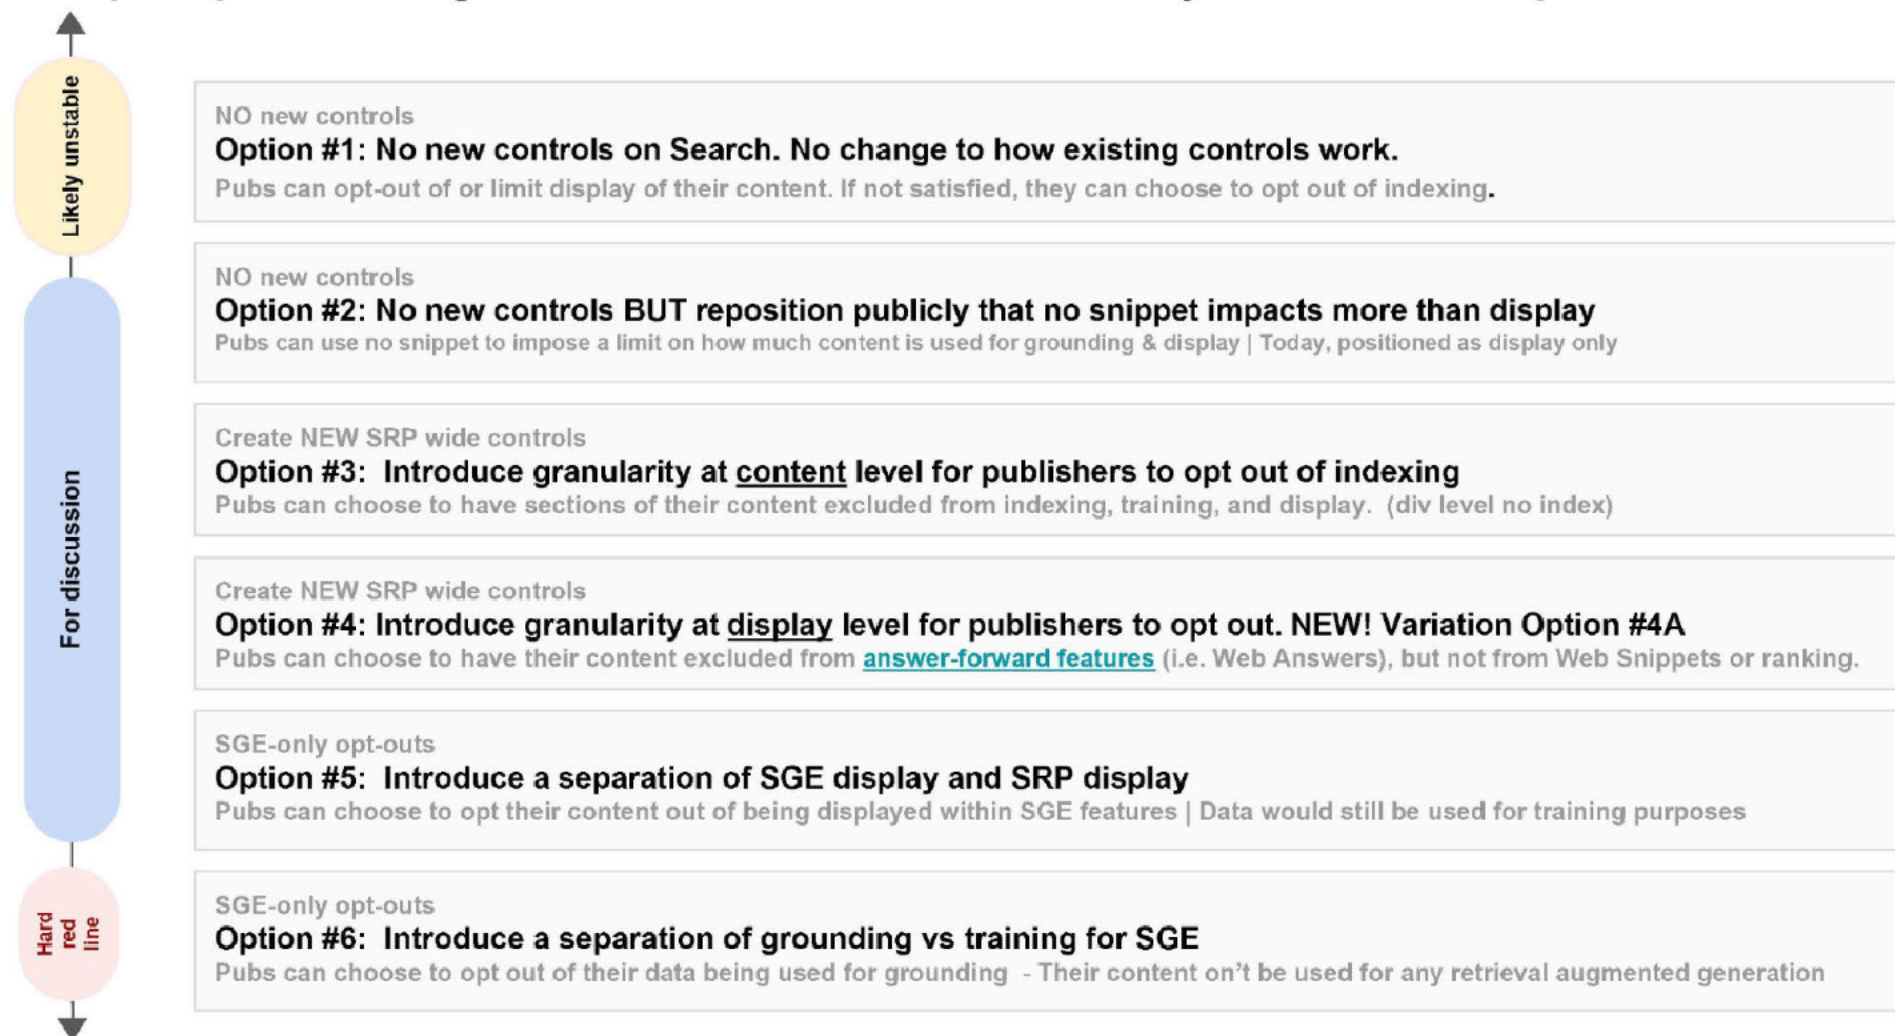 Likely unstable
NO new controls
Option #1: No new controls on Search. No change to how existing controls work.
Pubs can opt-out of or limit display of their content. If not satisfied, they can choose to opt out of indexing.
For discussion
NO new controls
Option #2: No new controls BUT reposition publicly that no snippet impacts more than display
Pubs can use no snippet to impose a limit on how much content is used for grounding & display | Today, positioned as display only
Create NEW SRP wide controls
Option #3: Introduce granularity at content level for publishers to opt out of indexing
Pubs can choose to have sections of their content excluded from indexing, training, and display. (div level no index)
Create NEW SRP wide controls
Option #4: Introduce granularity at display level for publishers to opt out. NEW! Variation Option #4A
Pubs can choose to have their content excluded from answer-forward features (i.e. Web Answers), but not from Web Snippets or ranking.
SGE-only opt-outs
Option #5: Introduce a separation of SGE display and SRP display
Pubs can choose to opt their content out of being displayed within SGE features | Data would still be used for training purposes
Hard
red
line
SGE-only opt-outs
Option #6: Introduce a separation of grounding vs training for SGE
Pubs can choose to opt out of their data being used for grounding - Their content on't be used for any retrieval augmented generation